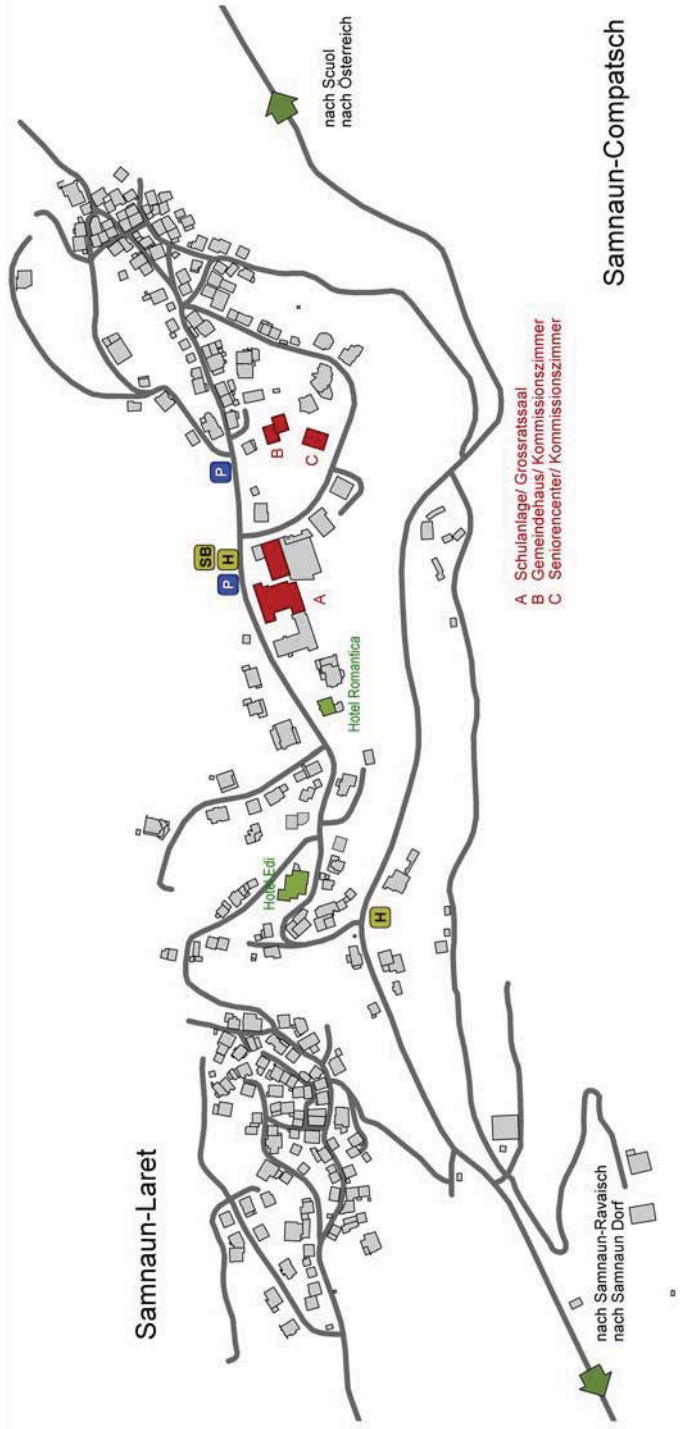 Samnaun-Laret
Hotel Edi
Hotel Romantica
P
H
SB
P
A
B
C
H
nach Scuol
nach Österreich
nach Samnaun-Ravaisch
nach Samnaun Dorf
A Schulanlage/ Grossratssaal
B Gemeindehaus/ Kommissionszimmer
C Seniorencenter/ Kommissionszimmer
Samnaun-Compatsch